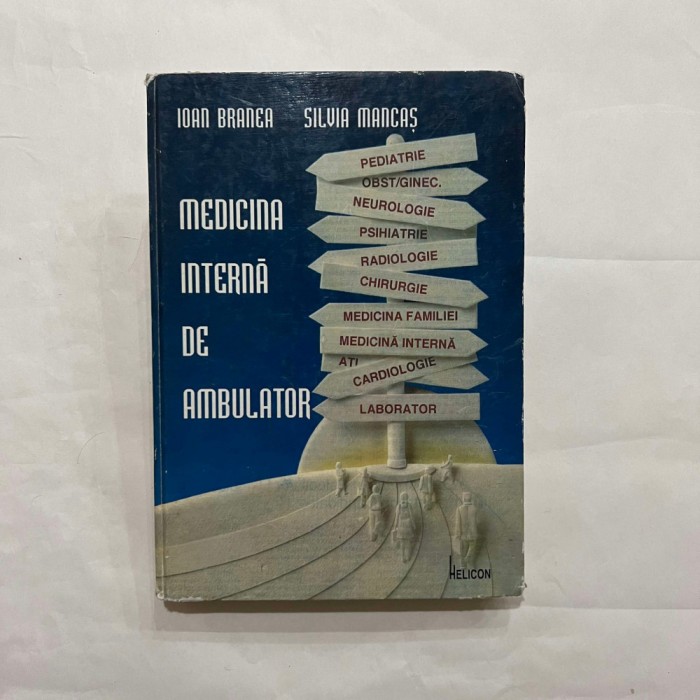 IOAN BRANEA SILVIA MANCAȘ
MEDICINA
INTERNĂ
DE
AMBULATOR
PEDIATRIE
OBST/GINEC.
NEUROLOGIE
PSIHIATRIE
RADIOLOGIE
CHIRURGIE
MEDICINA FAMILIEI
MEDICINĂ INTERNĂ
ATI
CARDIOLOGIE
LABORATOR
HELICON